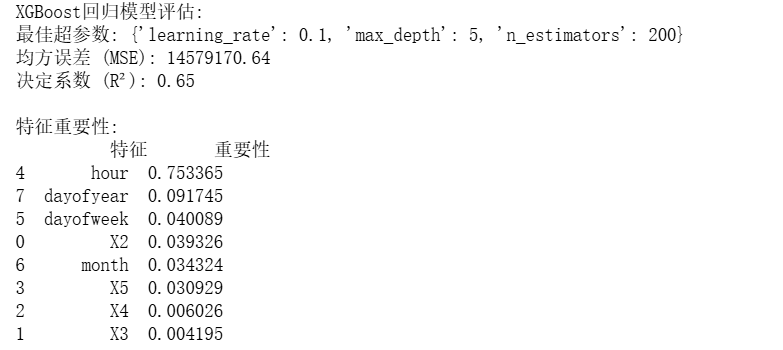 XGBoost回归模型评估:
最佳超参数: {'learning_rate': 0.1, 'max_depth': 5, 'n_estimators': 200}
均方误差 (MSE): 14579170.64
决定系数 (R²): 0.65
特征重要性:
特征 重要性
4 hour 0.753365
7 dayofyear 0.091745
5 dayofweek 0.040089
0 X2 0.039326
6 month 0.034324
3 X5 0.030929
2 X4 0.006026
1 X3 0.004195